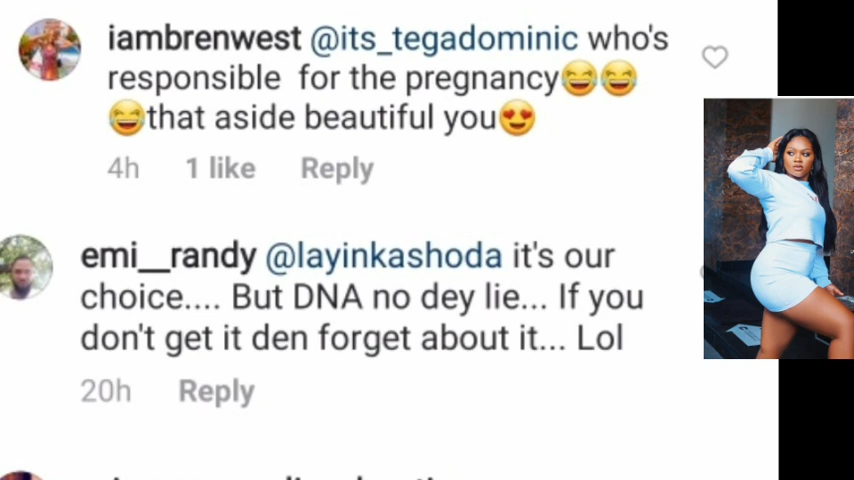 iambrenwest @its_tegadominic who's
responsible for the pregnancy😂😂
😂that aside beautiful you😍
4h 1 like Reply
emi__randy @layinkashoda it's our
choice.... But DNA no dey lie... If you
don't get it den forget about it... Lol
20h Reply